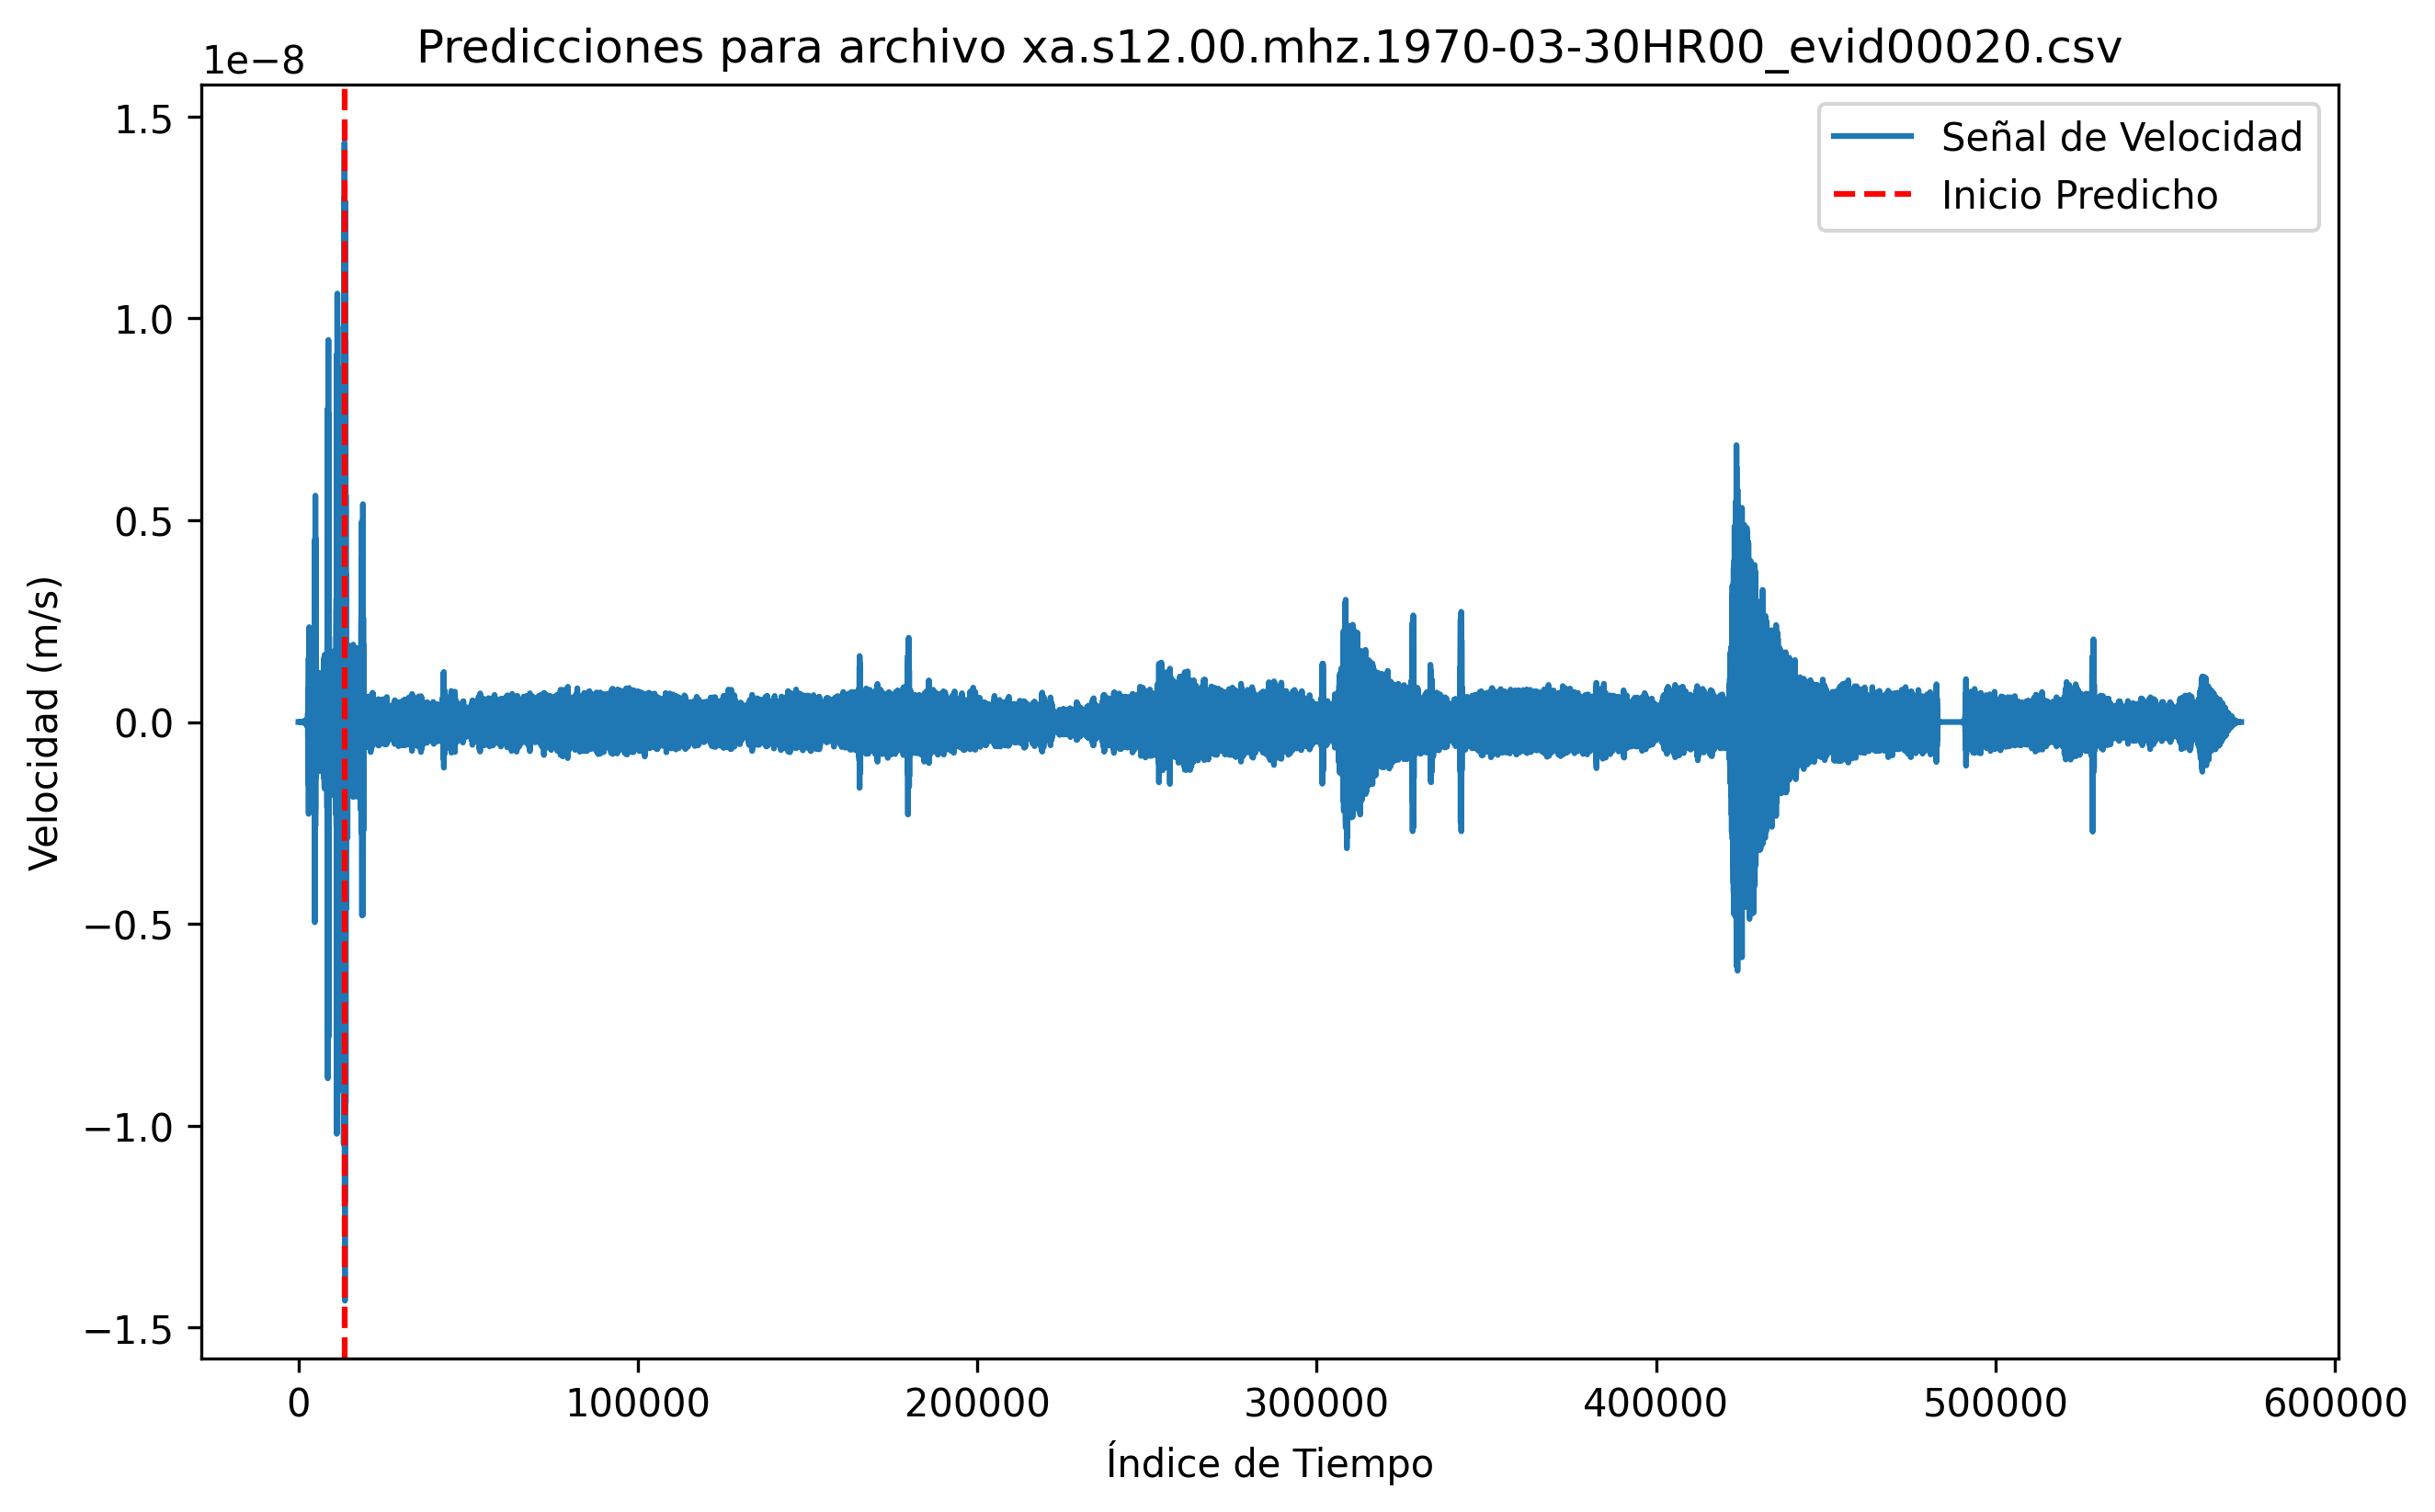 Predicciones para archivo xa.s12.00.mhz.1970-03-30HR00_evid00020.csv
1e−8
Señal de Velocidad
Inicio Predicho
1.5
1.0
0.5
0.0
−0.5
−1.0
−1.5
Velocidad (m/s)
0 100000 200000 300000 400000 500000 600000
Índice de Tiempo